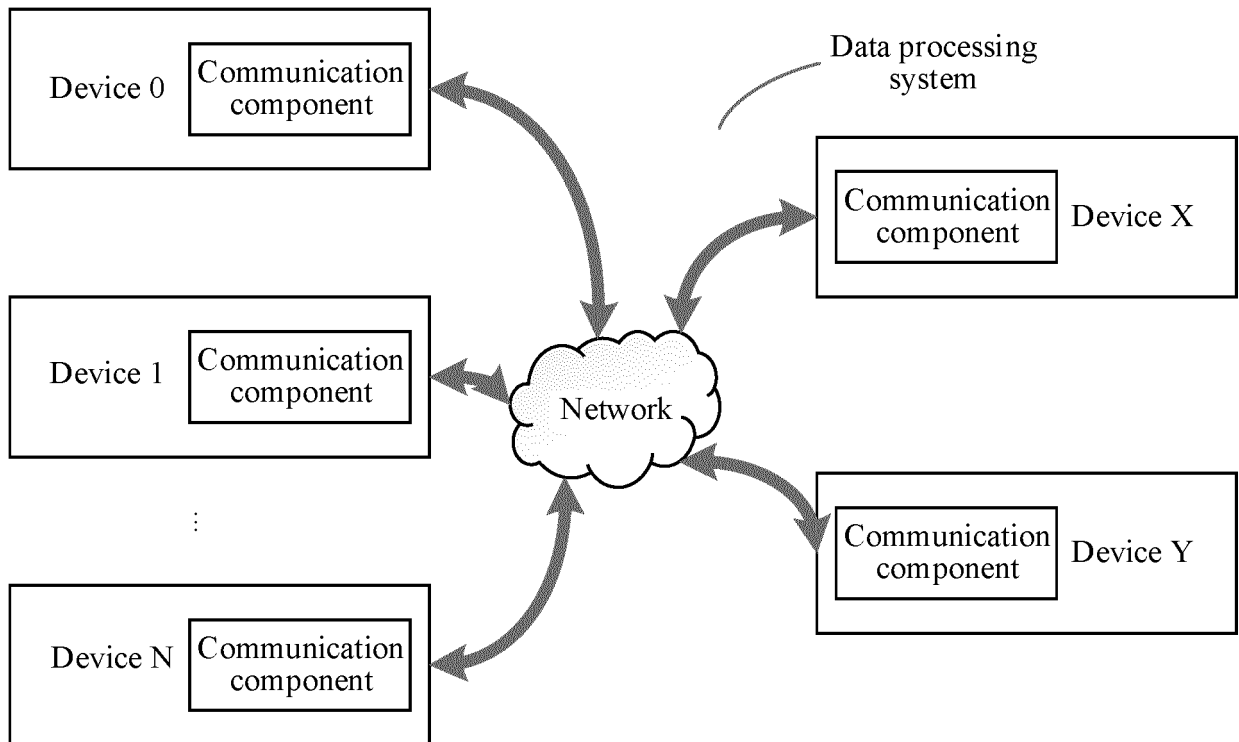 Device 0
Communication
component
Data processing
system
Communication
component
Device X
Device 1
Communication
component
Network
⋮
Communication
component
Device Y
Device N
Communication
component